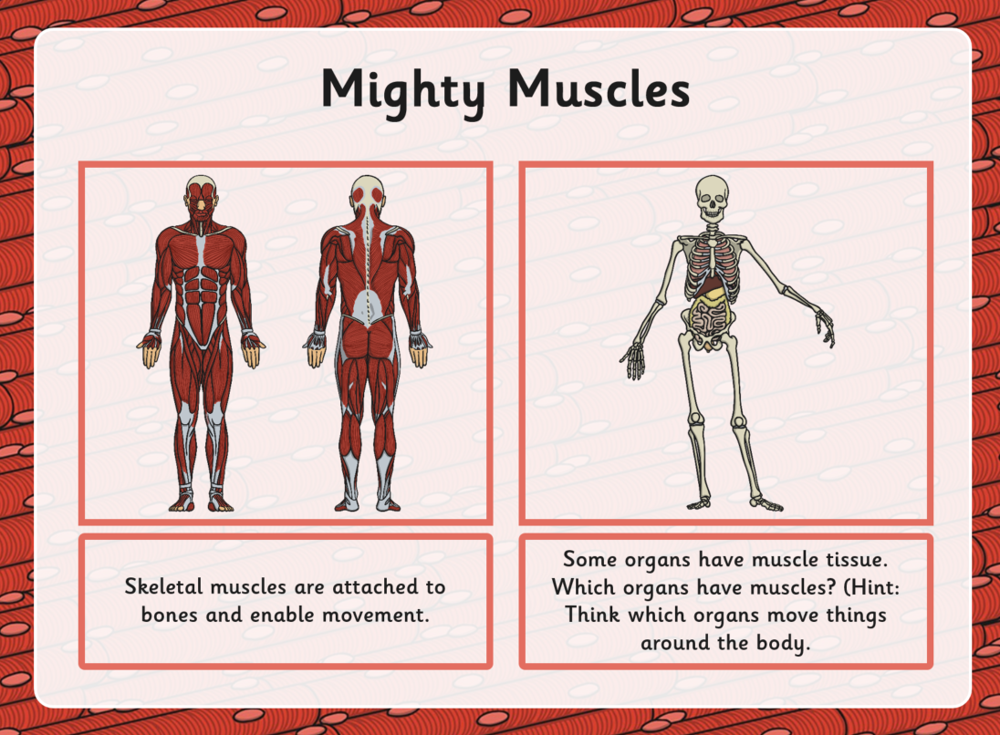 Mighty Muscles
Skeletal muscles are attached to
bones and enable movement.
Some organs have muscle tissue.
Which organs have muscles? (Hint:
Think which organs move things
around the body.